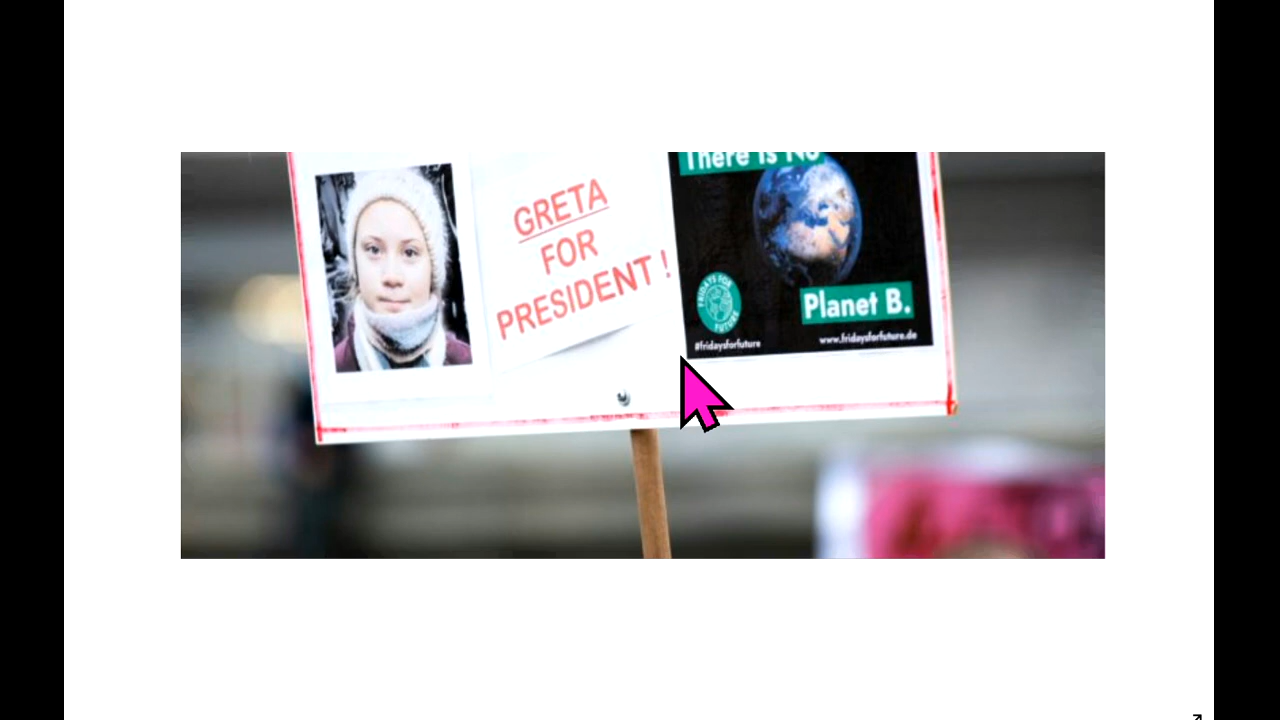 GRETA
FOR
PRESIDENT !
There is No
Planet B.
FRIDAYS FOR
FUTURE
#fridaysforfuture
www.fridaysforfuture.de